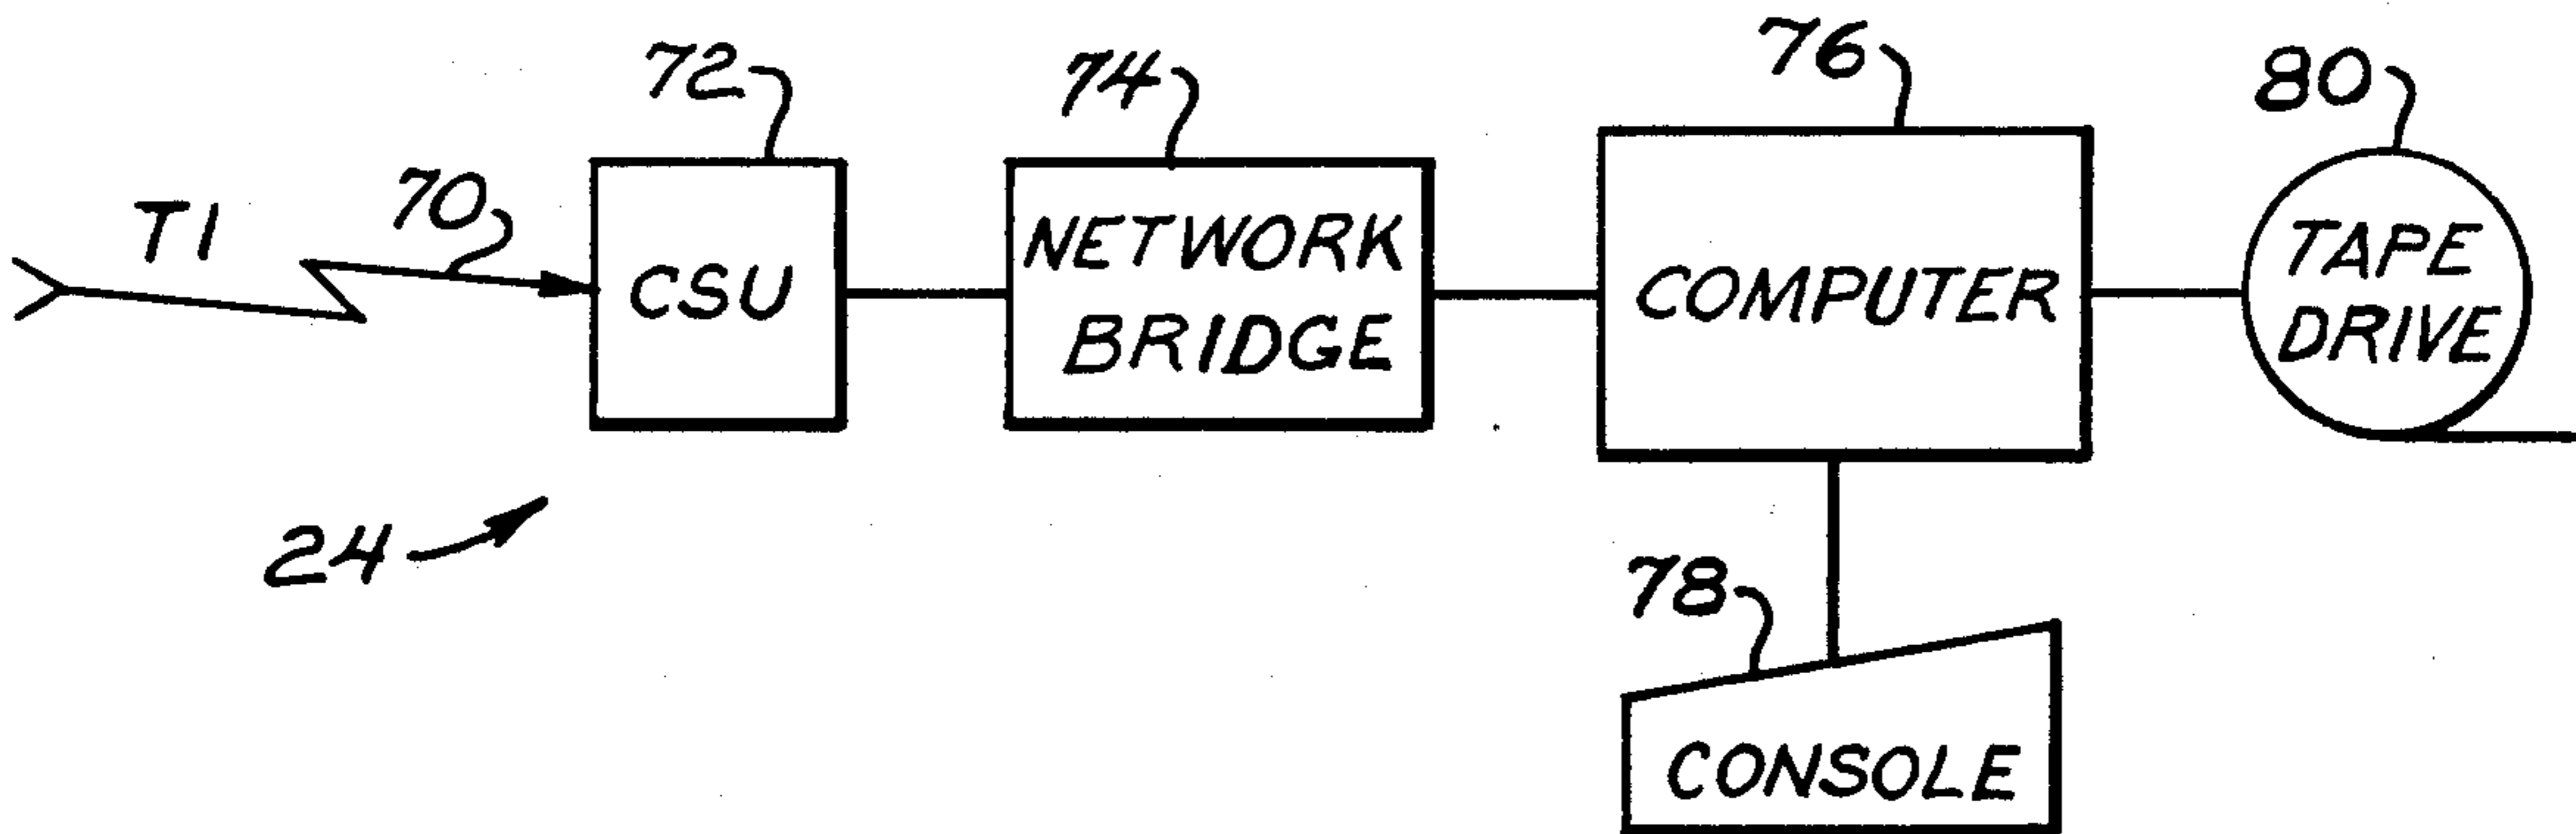 72
74
76
80
T1
70
CSU
NETWORK
BRIDGE
COMPUTER
TAPE
DRIVE
24
78
CONSOLE